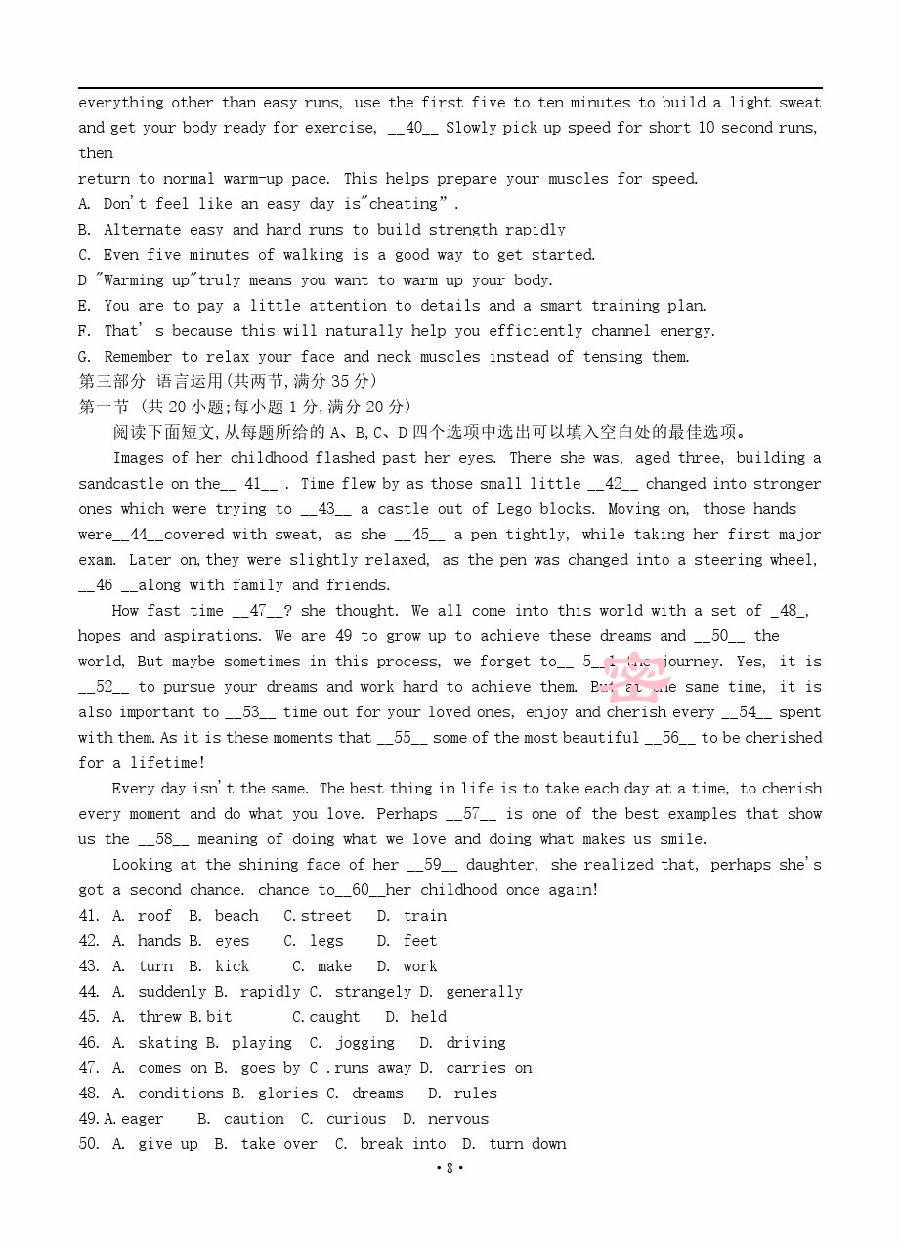 everything other than easy runs, use the first five to ten minutes to build a light sweat
and get your body ready for exercise, __40__ Slowly pick up speed for short 10 second runs,
then
return to normal warm-up pace. This helps prepare your muscles for speed.
A. Don't feel like an easy day is"cheating”.
B. Alternate easy and hard runs to build strength rapidly
C. Even five minutes of walking is a good way to get started.
D "Warming up"truly means you want to warm up your body.
E. You are to pay a little attention to details and a smart training plan.
F. That's because this will naturally help you efficiently channel energy.
G. Remember to relax your face and neck muscles instead of tensing them.
第三部分 语言运用(共两节,满分35分)
第一节 (共20小题;每小题1分,满分20分)
阅读下面短文,从每题所给的A、B,C、D四个选项中选出可以填入空白处的最佳选项。
Images of her childhood flashed past her eyes. There she was, aged three, building a
sandcastle on the__ 41__ . Time flew by as those small little __42__ changed into stronger
ones which were trying to __43__ a castle out of Lego blocks. Moving on, those hands
were__44__covered with sweat, as she __45__ a pen tightly, while taking her first major
exam. Later on,they were slightly relaxed, as the pen was changed into a steering wheel,
__46 __along with family and friends.
How fast time __47__? she thought. We all come into this world with a set of _48_,
hopes and aspirations. We are 49 to grow up to achieve these dreams and __50__ the
world, But maybe sometimes in this process, we forget to__ 5__1 the journey. Yes, it is
__52__ to pursue your dreams and work hard to achieve them. But at the same time, it is
also important to __53__ time out for your loved ones, enjoy and cherish every __54__ spent
with them.As it is these moments that __55__ some of the most beautiful __56__ to be cherished
for a lifetime!
Every day isn't the same. The best thing in life is to take each day at a time, to cherish
every moment and do what you love. Perhaps __57__ is one of the best examples that show
us the __58__ meaning of doing what we love and doing what makes us smile.
Looking at the shining face of her __59__ daughter, she realized that, perhaps she's
got a second chance. chance to__60__her childhood once again!
41. A. roof B. beach C.street D. train
42. A. hands B. eyes C. legs D. feet
43. A. turn B. kick C. make D. work
44. A. suddenly B. rapidly C. strangely D. generally
45. A. threw B.bit C.caught D. held
46. A. skating B. playing C. jogging D. driving
47. A. comes on B. goes by C .runs away D. carries on
48. A. conditions B. glories C. dreams D. rules
49.A.eager B. caution C. curious D. nervous
50. A. give up B. take over C. break into D. turn down
密
·8·